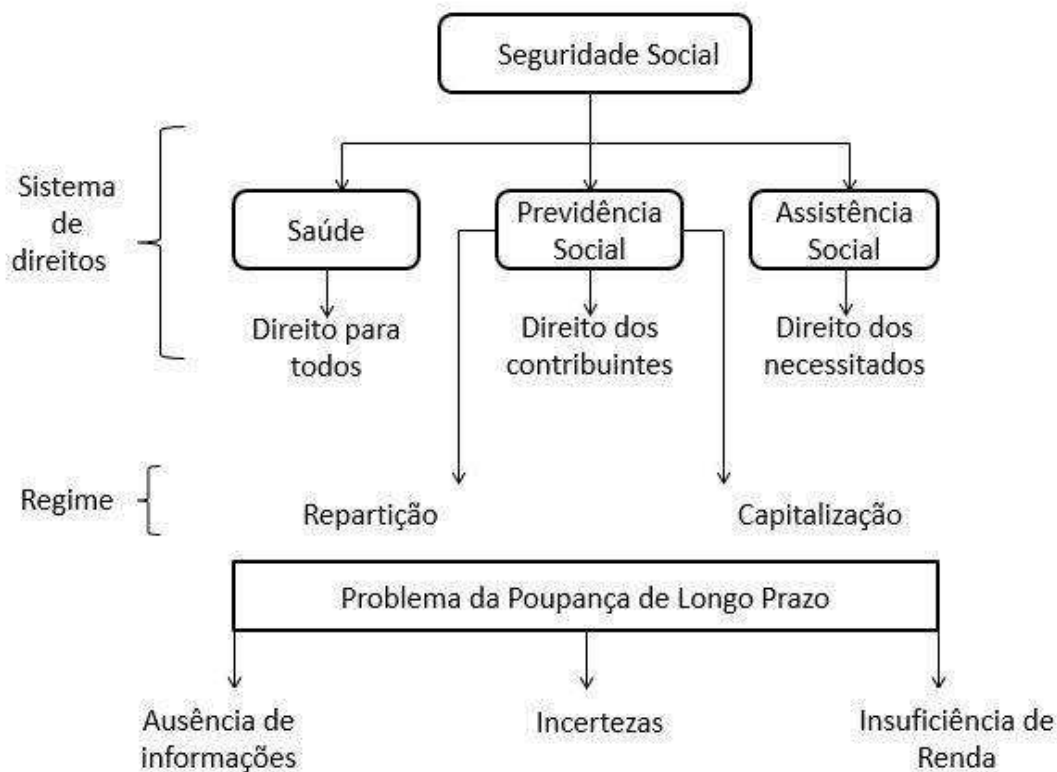 Seguridade Social
Sistema
de
direitos
Saúde
Previdência
Social
Assistência
Social
Direito para
todos
Direito dos
contribuintes
Direito dos
necessitados
Regime
Repartição
Capitalização
Problema da Poupança de Longo Prazo
Ausência de
informações
Incertezas
Insuficiência de
Renda